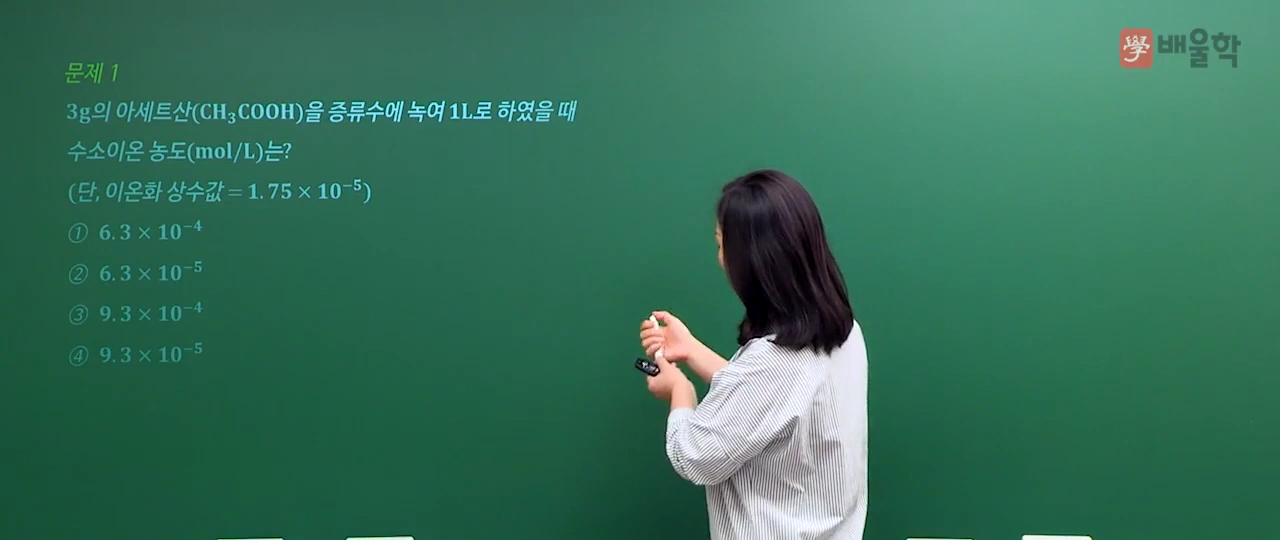 學 배울학
문제 1
3g의 아세트산(CH₃COOH)을 증류수에 녹여 1L로 하였을 때
수소이온 농도(mol/L)는?
(단, 이온화 상수값 = 1.75 × 10⁻⁵)
① 6.3 × 10⁻⁴
② 6.3 × 10⁻⁵
③ 9.3 × 10⁻⁴
④ 9.3 × 10⁻⁵